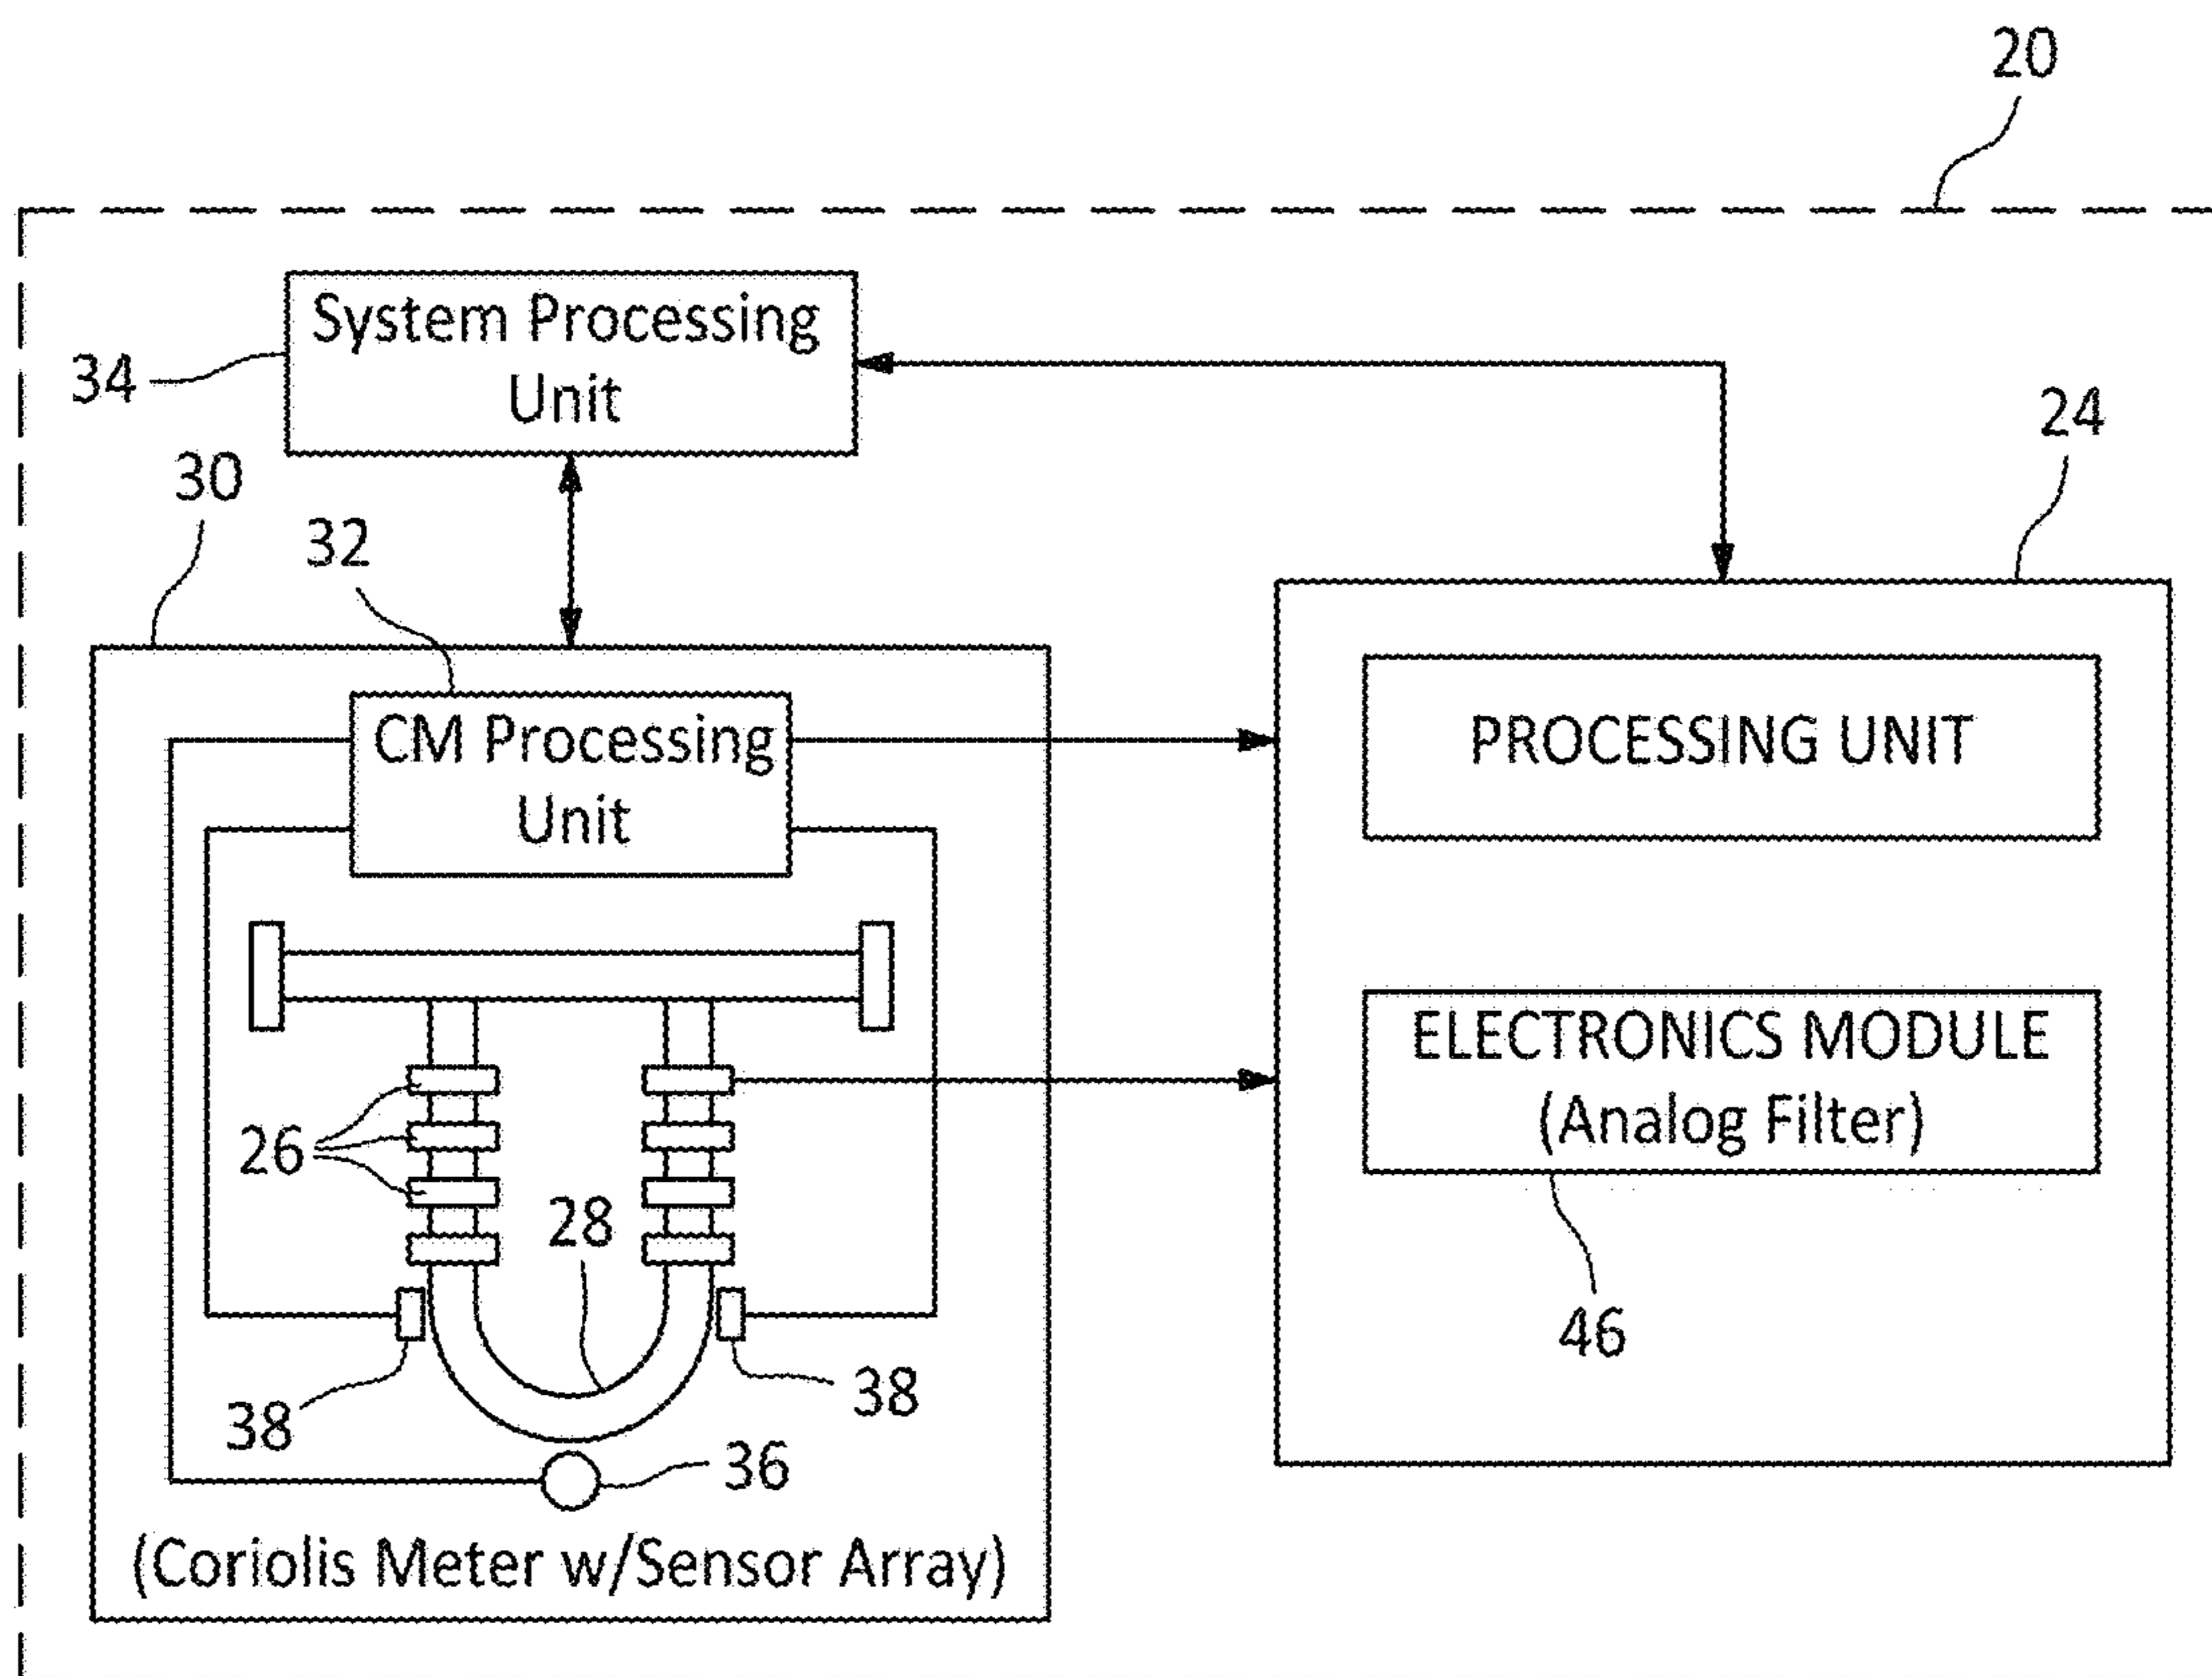 20
System Processing
Unit
34
24
30
32
CM Processing
Unit
PROCESSING UNIT
ELECTRONICS MODULE
(Analog Filter)
26
28
46
38
38
36
(Coriolis Meter w/Sensor Array)